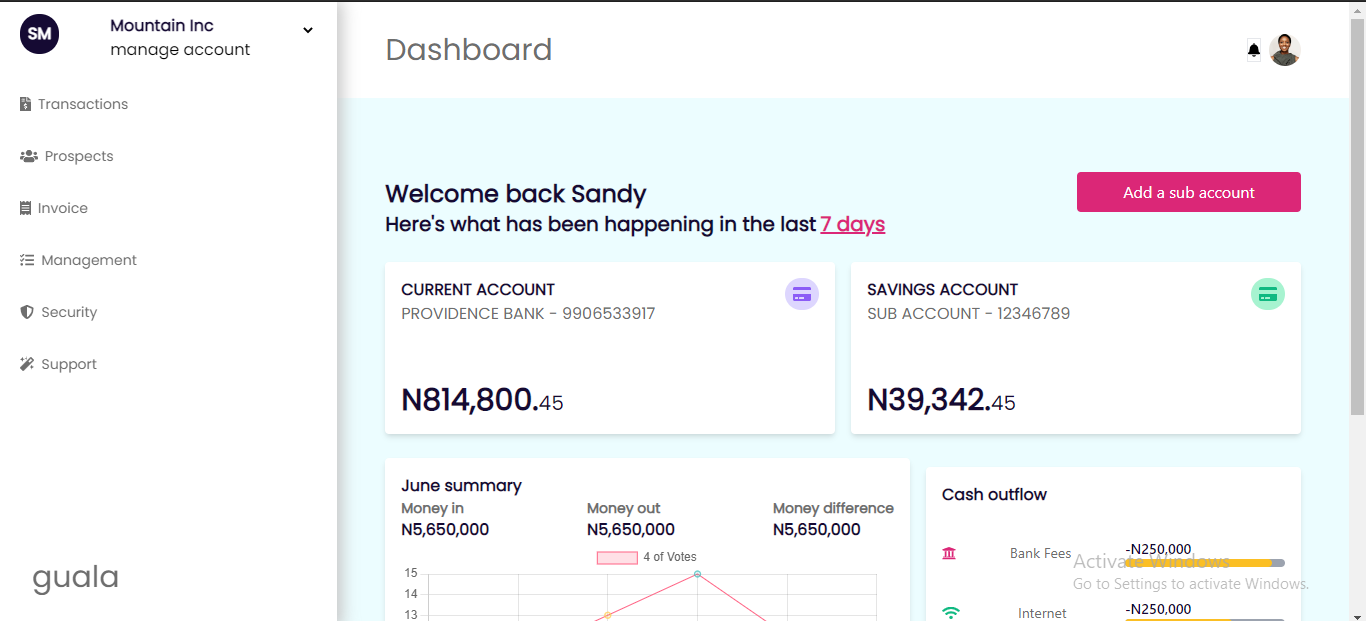 SM
Mountain Inc
manage account
Transactions
Prospects
Invoice
Management
Security
Support
guala
Dashboard
Welcome back Sandy
Here's what has been happening in the last 7 days
Add a sub account
CURRENT ACCOUNT
PROVIDENCE BANK - 9906533917
N814,800.45
SAVINGS ACCOUNT
SUB ACCOUNT - 12346789
N39,342.45
June summary
Money in Money out Money difference
N5,650,000 N5,650,000 N5,650,000
4 of Votes
15
14
13
Cash outflow
Bank Fees -N250,000
Internet -N250,000
Activate Windows
Go to Settings to activate Windows.